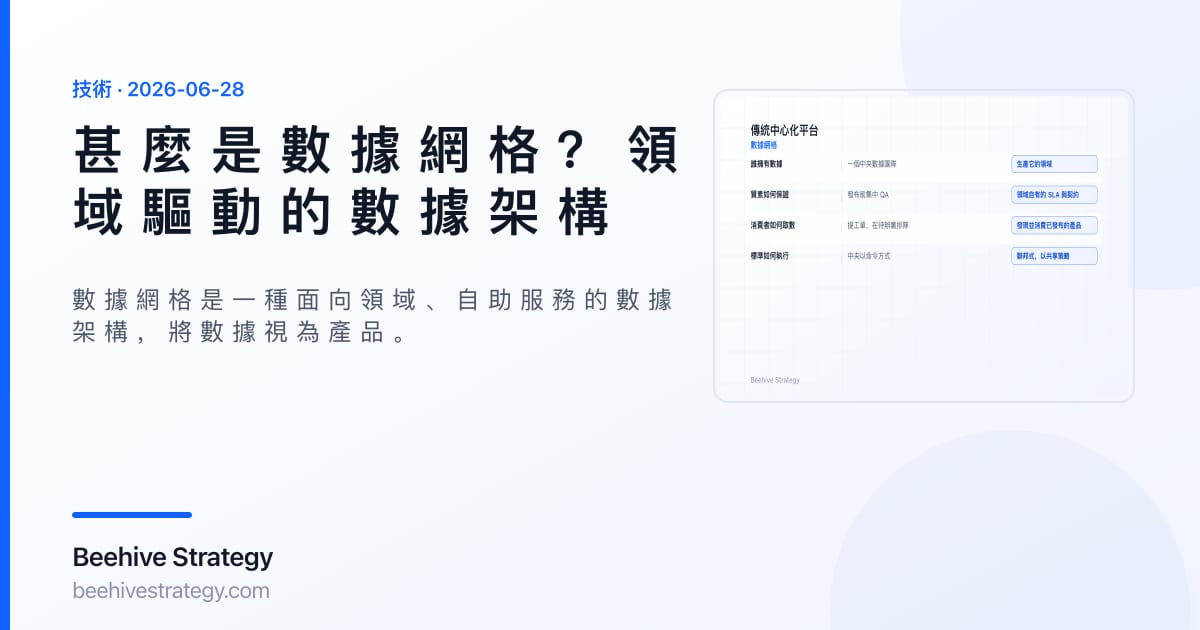 技術 · 2026-06-28
甚麼是數據網格？ 領
域驅動的數據架構
數據網格是一種面向領域、自助服務的數據
架構，將數據視為產品。
傳統中心化平台
數據網格
誰擁有數據 一個中央數據團隊 生產它的領域
質素如何保證 發布前集中 QA 領域自有的 SLA 與契約
消費者如何取數 提工單、在待辦裏排隊 發現並消費已發布的產品
標準如何執行 中央以命令方式 聯邦式，以共享策略
Beehive Strategy
Beehive Strategy
beehivestrategy.com